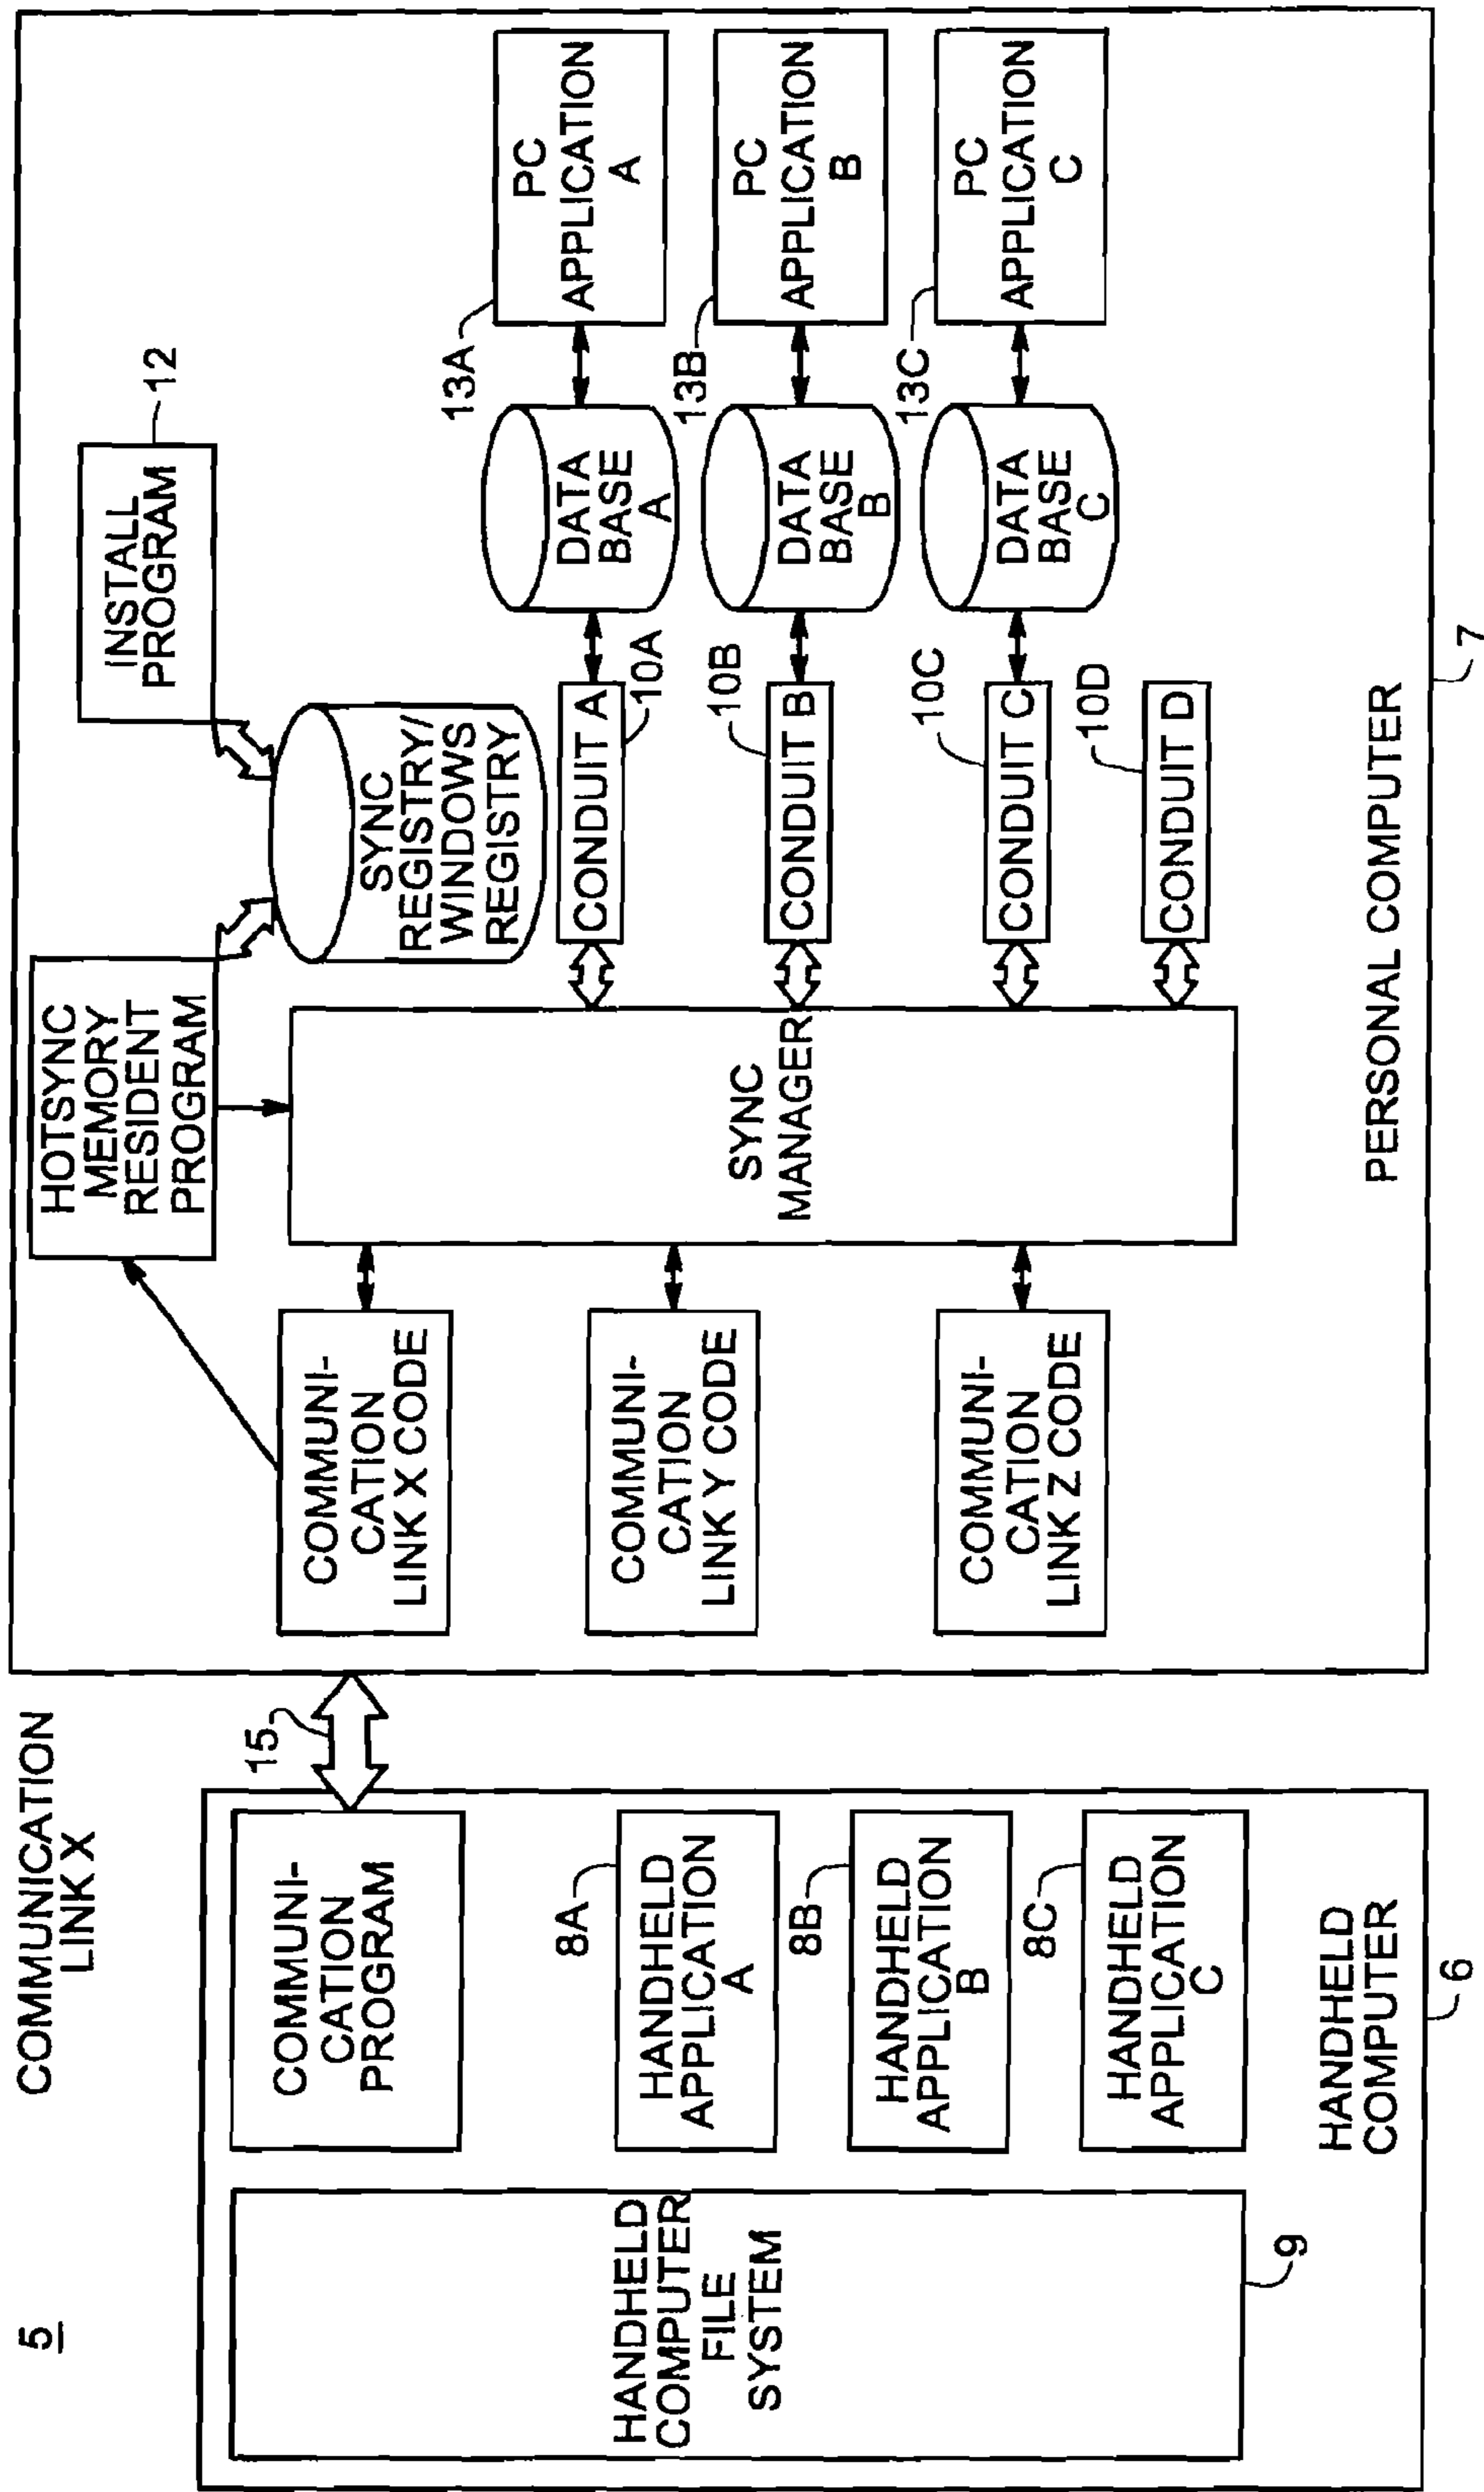 5
COMMUNICATION
LINK X
15
HANDHELD
COMPUTER
FILE
SYSTEM
9
COMMUNI-
CATION
PROGRAM
8A
HANDHELD
APPLICATION
A
8B
HANDHELD
APPLICATION
B
8C
HANDHELD
APPLICATION
C
HANDHELD
COMPUTER
6
HOTSYNC
MEMORY
RESIDENT
PROGRAM
INSTALL
PROGRAM
12
SYNC
REGISTRY/
WINDOWS
REGISTRY
COMMUNI-
CATION
LINK X CODE
COMMUNI-
CATION
LINK Y CODE
COMMUNI-
CATION
LINK Z CODE
SYNC
MANAGER
CONDUIT A
10A
10B
CONDUIT B
10C
CONDUIT C
10D
CONDUIT D
DATA
BASE
A
DATA
BASE
B
DATA
BASE
C
13A
PC
APPLICATION
A
13B
PC
APPLICATION
B
13C
PC
APPLICATION
C
PERSONAL COMPUTER
7